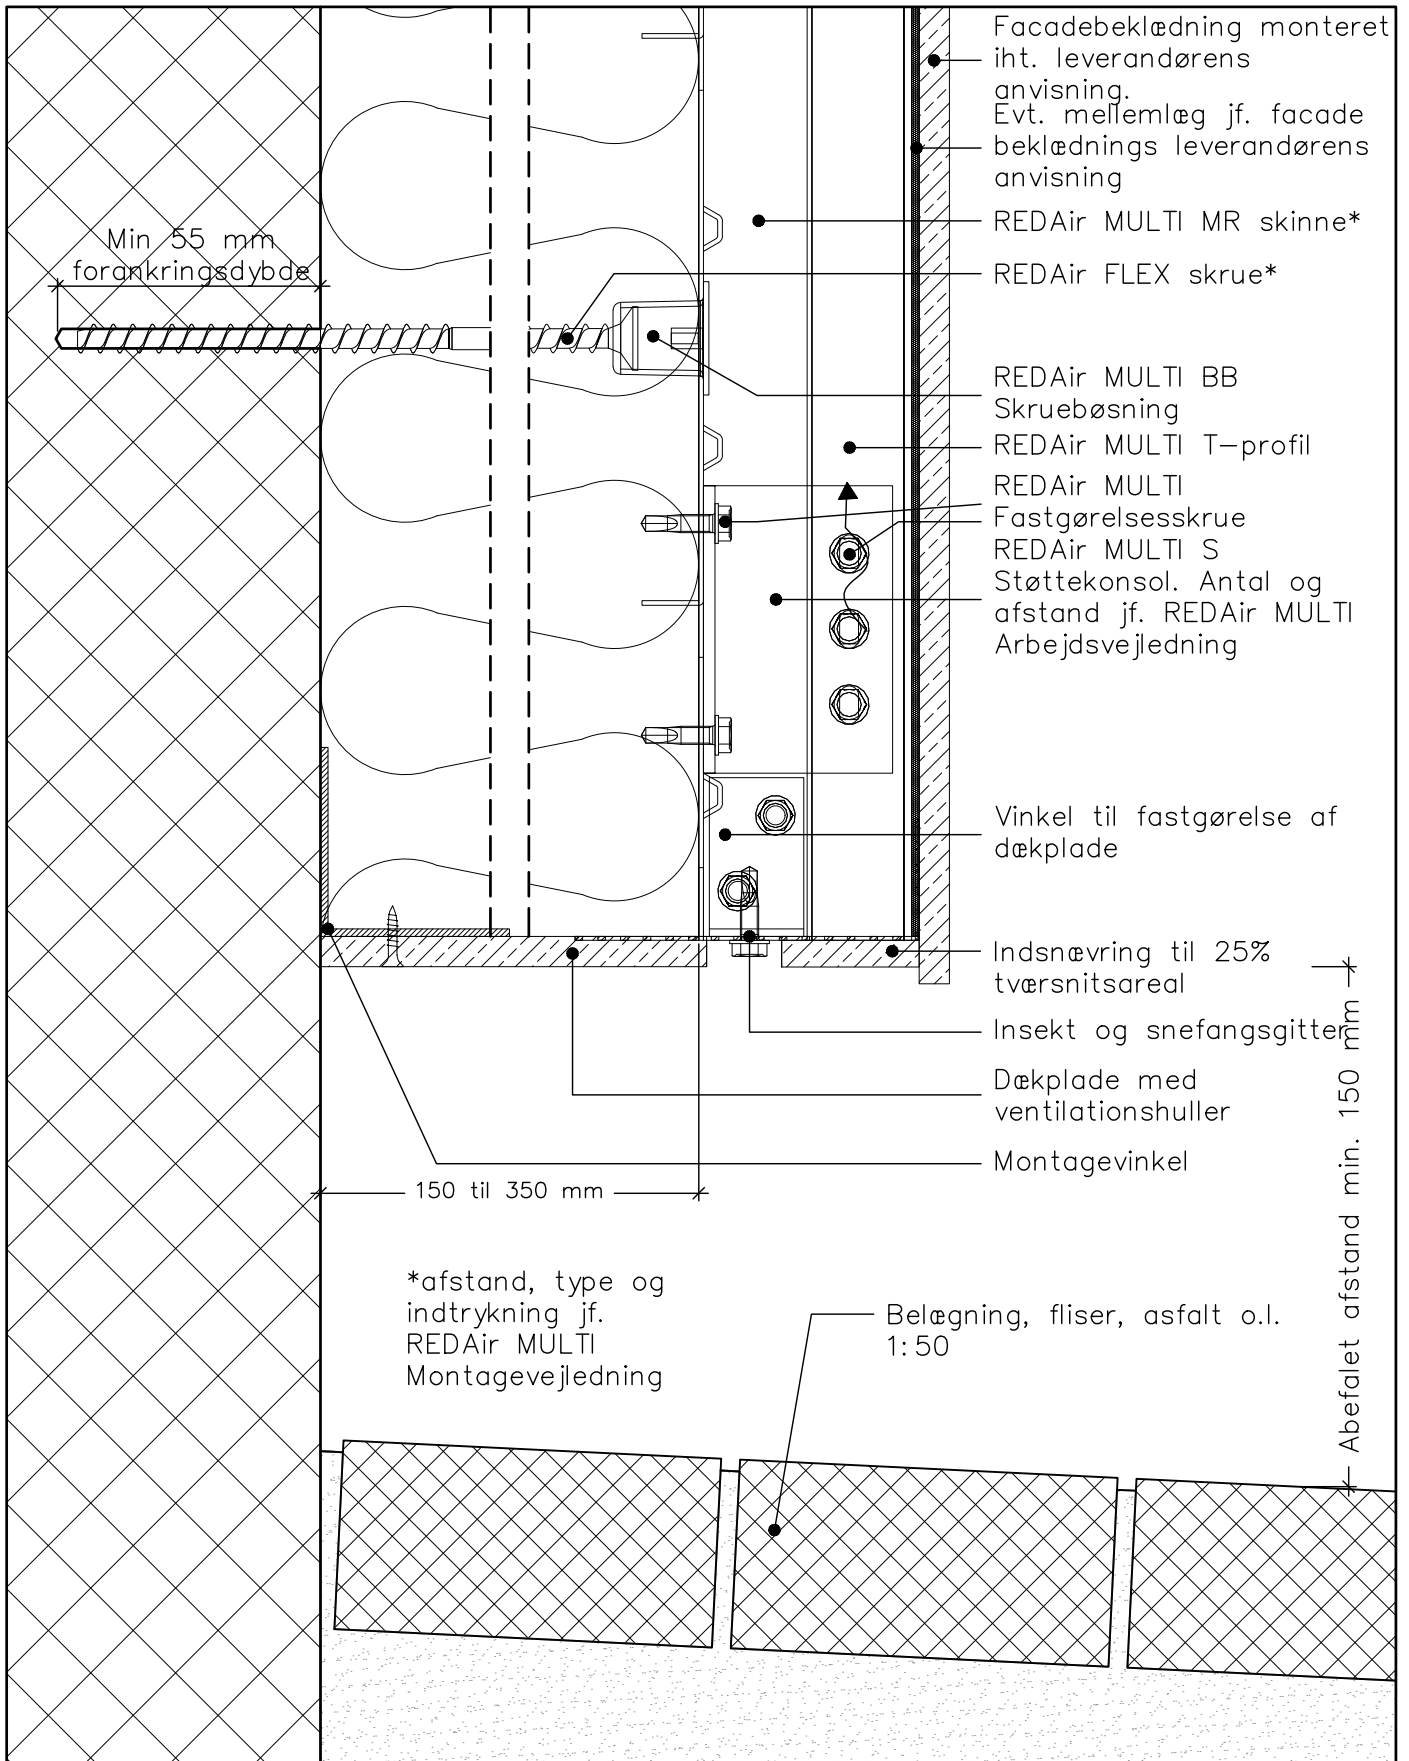 Facadebeklædning monteret
iht. leverandørens
anvisning.
Evt. mellemlæg jf. facade
beklædnings leverandørens
anvisning
REDAir MULTI MR skinne*
Min 55 mm
forankringsdybde
REDAir FLEX skrue*
REDAir MULTI BB
Skruebøsning
REDAir MULTI T-profil
REDAir MULTI
Fastgørelsesskrue
REDAir MULTI S
Støttekonsol. Antal og
afstand jf. REDAir MULTI
Arbejdsvejledning
Vinkel til fastgørelse af
dækplade
Indsnævring til 25%
tværsnitsareal
Insekt og snefangsgitter
Dækplade med
ventilationshuller
Montagevinkel
150 til 350 mm
Abefalet afstand min. 150 mm
*afstand, type og
indtrykning jf.
REDAir MULTI
Montagevejledning
Belægning, fliser, asfalt o.l.
1:50